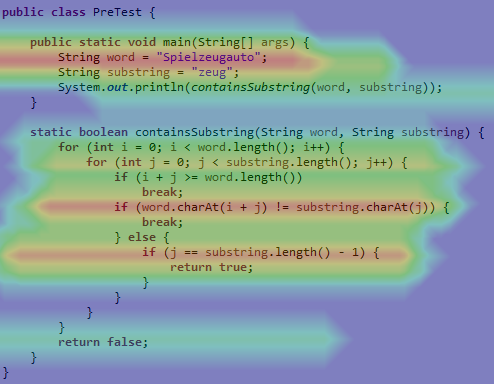 public class PreTest {
public static void main(String[] args) {
String word = "Spielzeugauto";
String substring = "zeug";
System.out.println(containsSubstring(word, substring));
}
static boolean containsSubstring(String word, String substring) {
for (int i = 0; i < word.length(); i++) {
for (int j = 0; j < substring.length(); j++) {
if (i + j >= word.length())
break;
if (word.charAt(i + j) != substring.charAt(j)) {
break;
} else {
if (j == substring.length() - 1) {
return true;
}
}
}
}
return false;
}
}